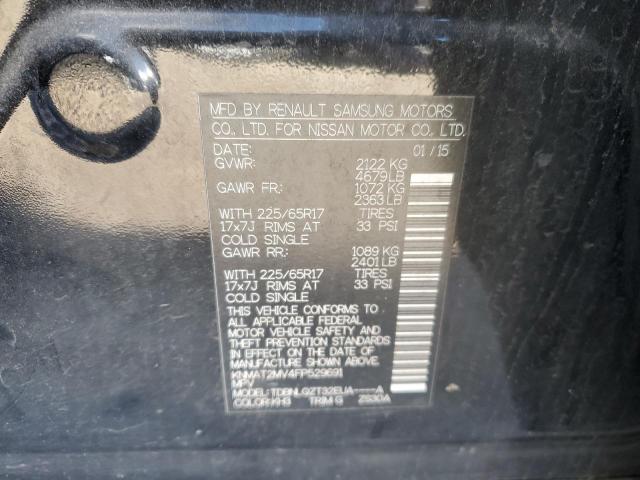 MFD BY RENAULT SAMSUNG MOTORS
CO. LTD. FOR NISSAN MOTOR CO. LTD.
DATE: 01/15
GVWR: 2122 KG
4679 LB
GAWR FR: 1072 KG
2363 LB
WITH 225/65R17 TIRES
17x7J RIMS AT 33 PSI
COLD SINGLE
GAWR RR: 1089 KG
2401 LB
WITH 225/65R17 TIRES
17x7J RIMS AT 33 PSI
COLD SINGLE
THIS VEHICLE CONFORMS TO
ALL APPLICABLE FEDERAL
MOTOR VEHICLE SAFETY AND
THEFT PREVENTION STANDARDS
IN EFFECT ON THE DATE OF
MANUFACTURE SHOWN ABOVE.
KNMAT2MV4FP529691
MPV
MODEL: TDBNLGZT32EUA----A
COLOR: KH3 TRIM: G ZS30A